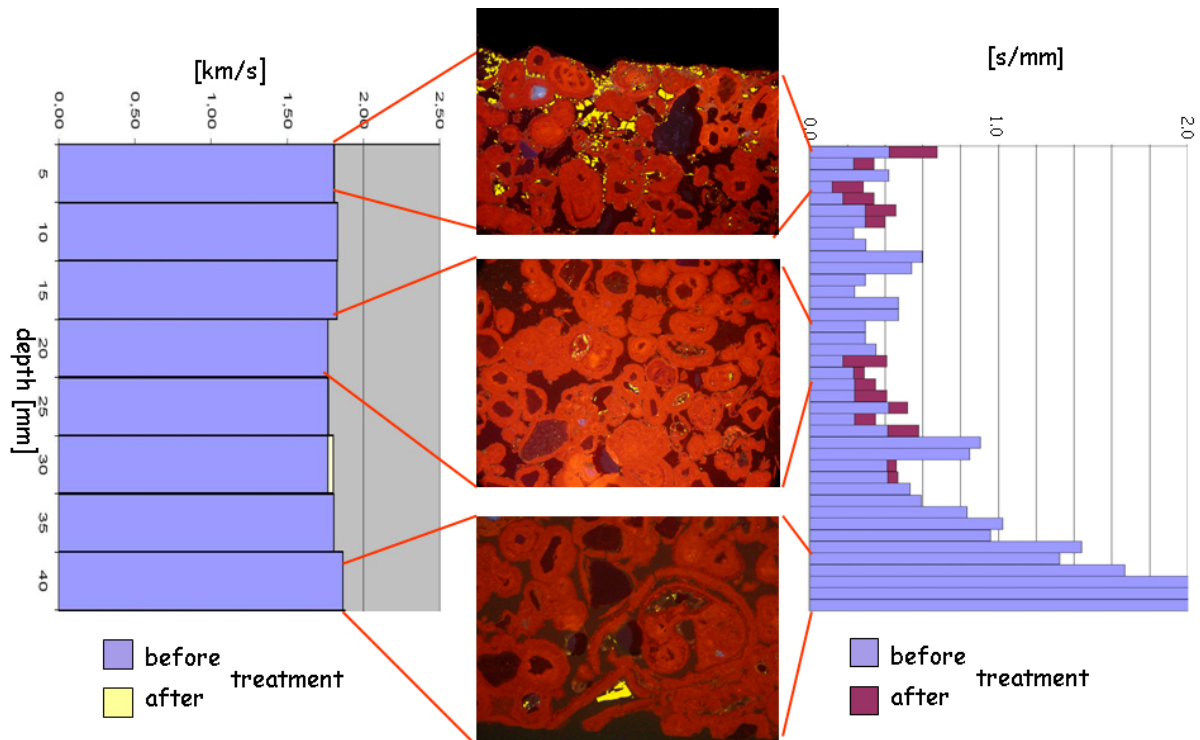 [km/s]
0.00 0.50 1.00 1.50 2.00 2.50
5
10
15
20
25
30
35
40
depth [mm]
before
after
treatment
[s/mm]
0.0 1.0 2.0
before
after
treatment